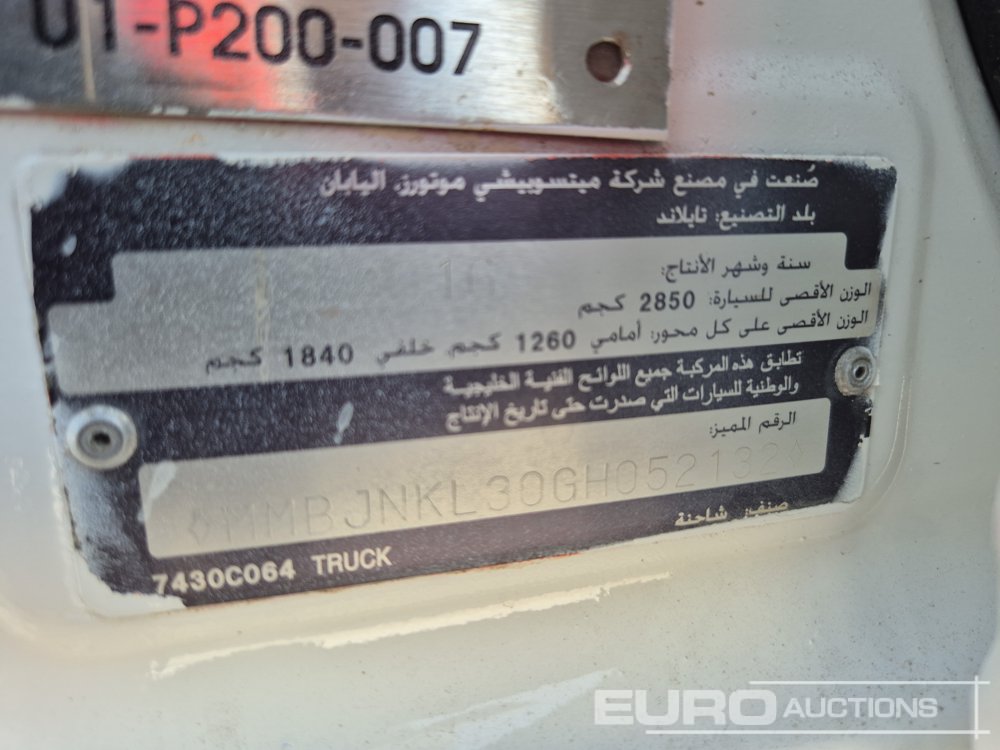 01-P200-007
صُنعت في مصنع شركة ميتسوبيشي موتورز، اليابان
بلد التصنيع: تايلاند
سنة وشهر الأنتاج:
الوزن الأقصى للسيارة: 2850 كجم
الوزن الأقصى على كل محور: أمامي 1260 كجم، خلفي 1840 كجم
تطابق هذه المركبة جميع اللوائح الفنية الخليجية
والوطنية للسيارات التي صدرت حتى تاريخ الإنتاج
الرقم المميز:
MMBJNKL30GH052132
صنف: شاحنة
7430C064 TRUCK
EURO AUCTIONS